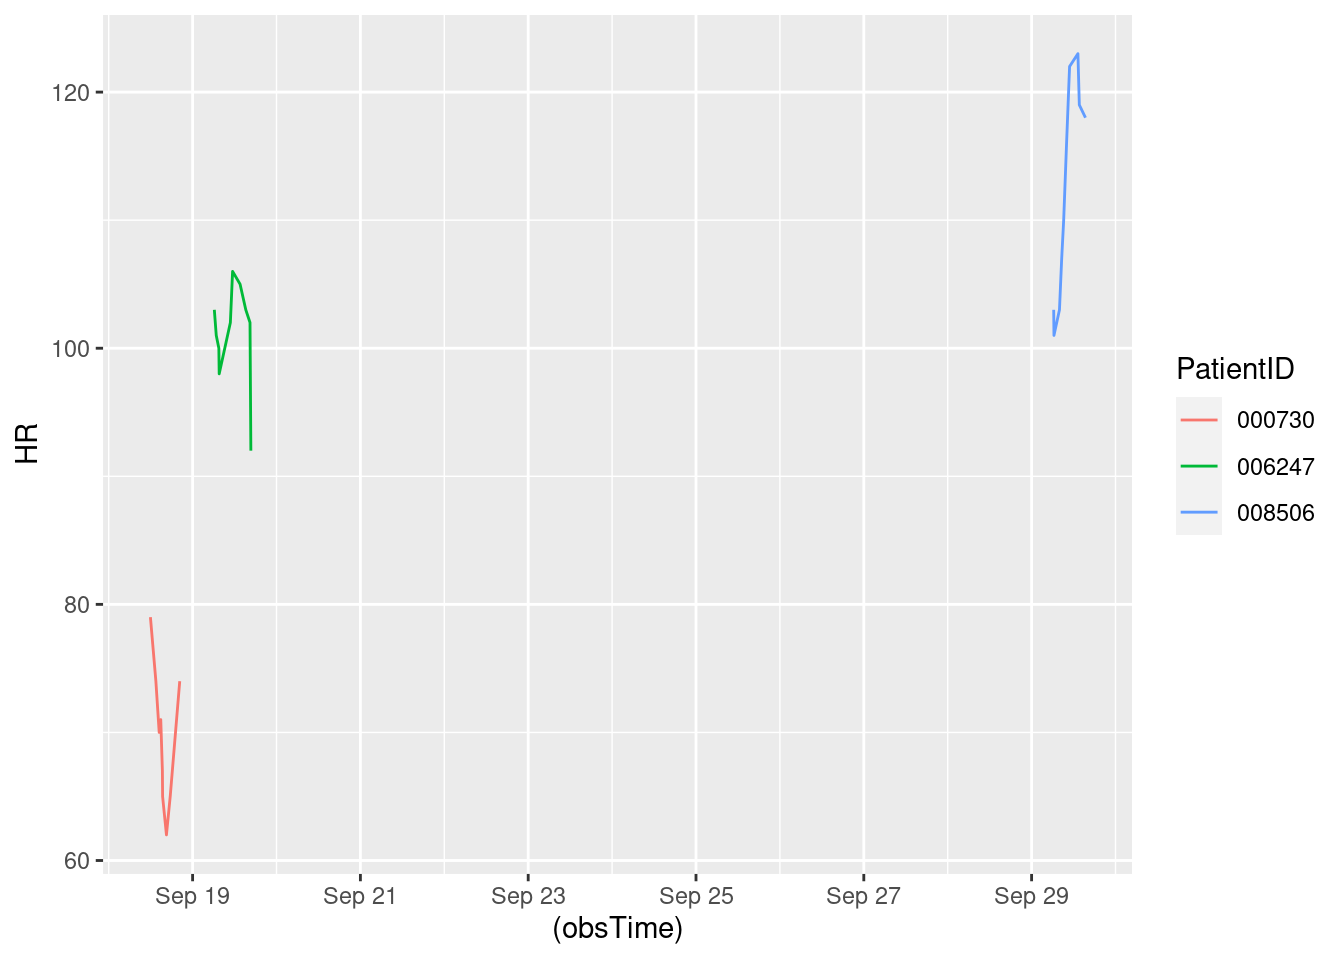 120
100
80
60
HR
Sep 19
Sep 21
Sep 23
Sep 25
Sep 27
Sep 29
(obsTime)
PatientID
000730
006247
008506